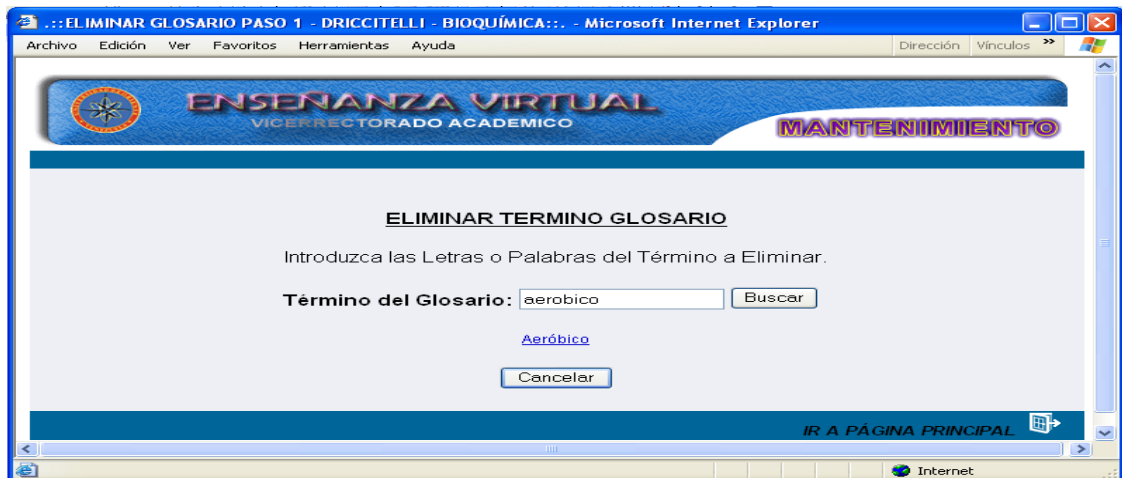 .::ELIMINAR GLOSARIO PASO 1 - DRICCITELLI - BIOQUÍMICA::. - Microsoft Internet Explorer
Archivo Edición Ver Favoritos Herramientas Ayuda Dirección Vínculos »
ENSEÑANZA VIRTUAL
VICERRECTORADO ACADEMICO
MANTENIMIENTO
ELIMINAR TERMINO GLOSARIO
Introduzca las Letras o Palabras del Término a Eliminar.
Término del Glosario: aerobico Buscar
Aeróbico
Cancelar
IR A PÁGINA PRINCIPAL
Internet